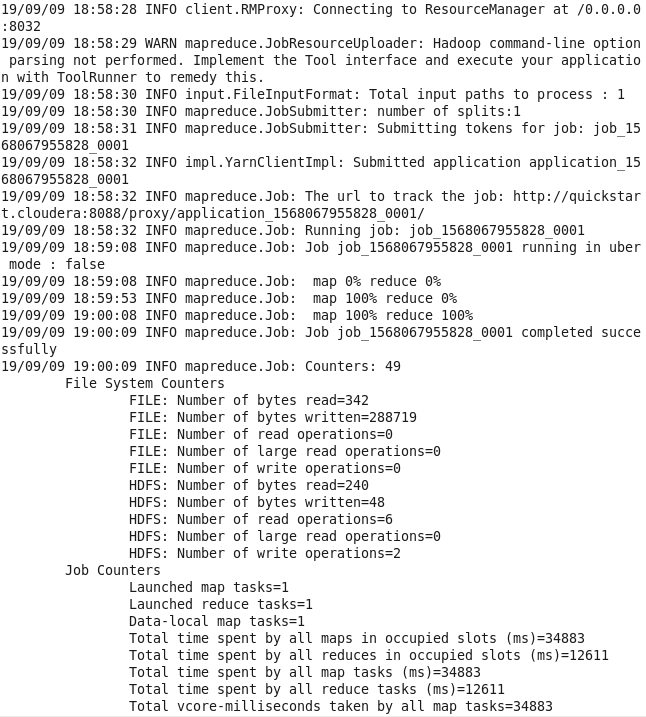 19/09/09 18:58:28 INFO client.RMProxy: Connecting to ResourceManager at /0.0.0.0
:8032
19/09/09 18:58:29 WARN mapreduce.JobResourceUploader: Hadoop command-line option
 parsing not performed. Implement the Tool interface and execute your applicatio
n with ToolRunner to remedy this.
19/09/09 18:58:30 INFO input.FileInputFormat: Total input paths to process : 1
19/09/09 18:58:30 INFO mapreduce.JobSubmitter: number of splits:1
19/09/09 18:58:31 INFO mapreduce.JobSubmitter: Submitting tokens for job: job_15
68067955828_0001
19/09/09 18:58:32 INFO impl.YarnClientImpl: Submitted application application_15
68067955828_0001
19/09/09 18:58:32 INFO mapreduce.Job: The url to track the job: http://quickstar
t.cloudera:8088/proxy/application_1568067955828_0001/
19/09/09 18:58:32 INFO mapreduce.Job: Running job: job_1568067955828_0001
19/09/09 18:59:08 INFO mapreduce.Job: Job job_1568067955828_0001 running in uber
 mode : false
19/09/09 18:59:08 INFO mapreduce.Job:  map 0% reduce 0%
19/09/09 18:59:53 INFO mapreduce.Job:  map 100% reduce 0%
19/09/09 19:00:08 INFO mapreduce.Job:  map 100% reduce 100%
19/09/09 19:00:09 INFO mapreduce.Job: Job job_1568067955828_0001 completed succe
ssfully
19/09/09 19:00:09 INFO mapreduce.Job: Counters: 49
        File System Counters
                FILE: Number of bytes read=342
                FILE: Number of bytes written=288719
                FILE: Number of read operations=0
                FILE: Number of large read operations=0
                FILE: Number of write operations=0
                HDFS: Number of bytes read=240
                HDFS: Number of bytes written=48
                HDFS: Number of read operations=6
                HDFS: Number of large read operations=0
                HDFS: Number of write operations=2
        Job Counters
                Launched map tasks=1
                Launched reduce tasks=1
                Data-local map tasks=1
                Total time spent by all maps in occupied slots (ms)=34883
                Total time spent by all reduces in occupied slots (ms)=12611
                Total time spent by all map tasks (ms)=34883
                Total time spent by all reduce tasks (ms)=12611
                Total vcore-milliseconds taken by all map tasks=34883